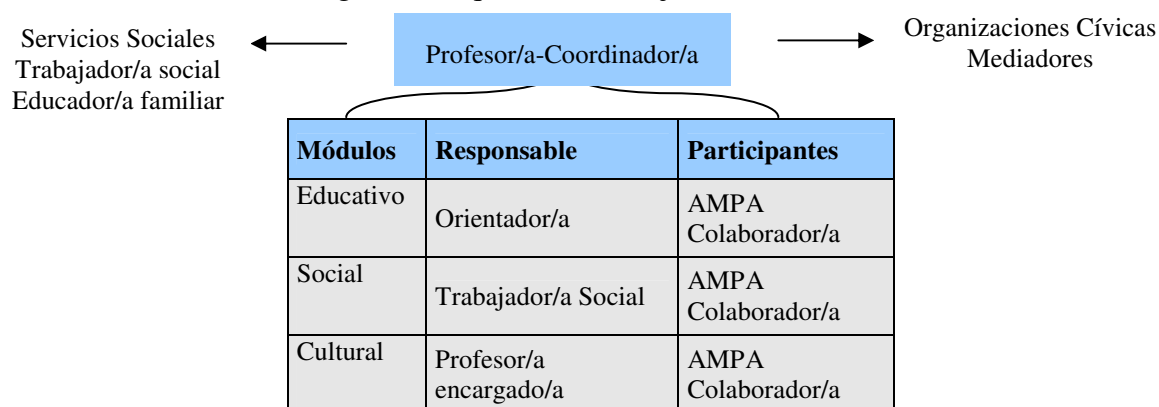 Servicios Sociales
Trabajador/a social
Educador/a familiar
Profesor/a-Coordinador/a
Organizaciones Cívicas
Mediadores
Módulos Responsable Participantes
Educativo Orientador/a AMPA
Colaborador/a
Social Trabajador/a Social AMPA
Colaborador/a
Cultural Profesor/a AMPA
encargado/a Colaborador/a